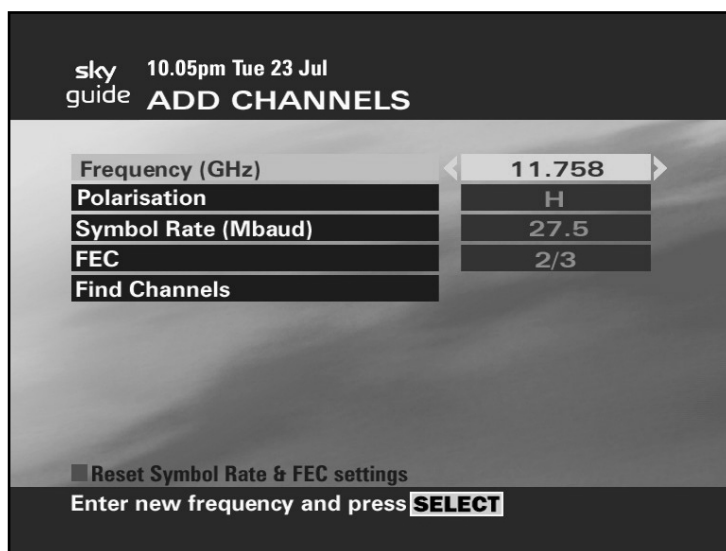 sky 10.05pm Tue 23 Jul
guide ADD CHANNELS
Frequency (GHz) 11.758
Polarisation H
Symbol Rate (Mbaud) 27.5
FEC 2/3
Find Channels
Reset Symbol Rate & FEC settings
Enter new frequency and press SELECT